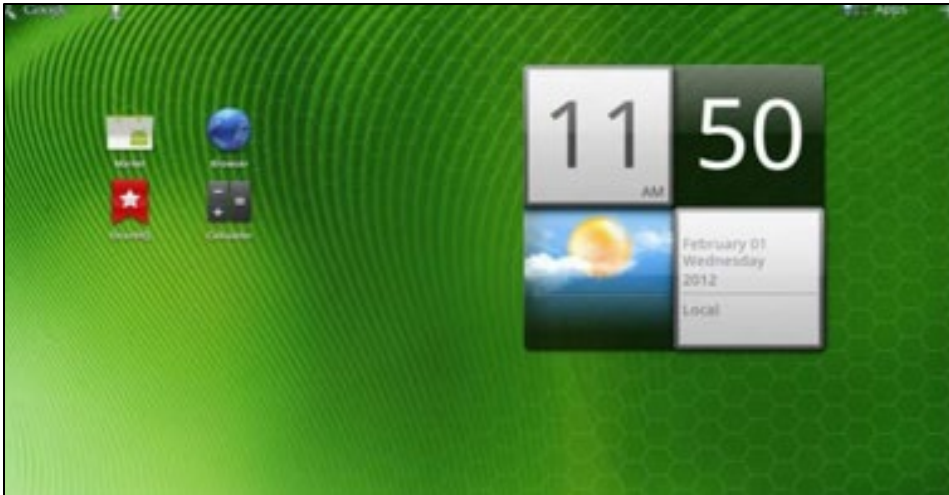 Google
Apps
11
AM
50
Market
Browser
Calculator
February 01
Wednesday
2012
Local